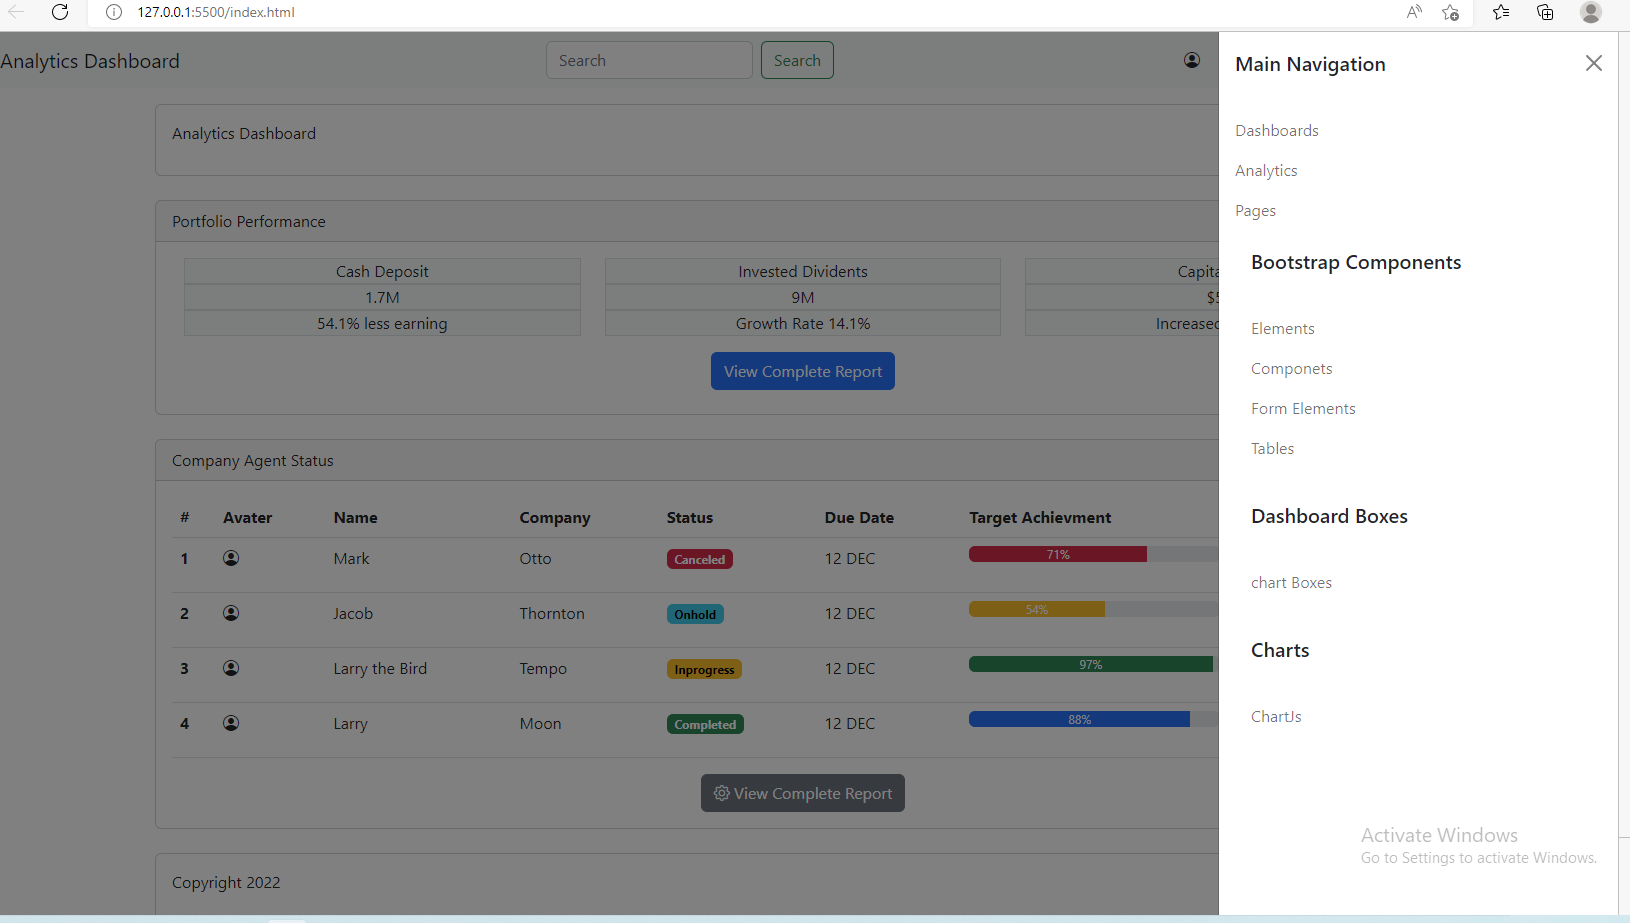 127.0.0.1:5500/index.html
Analytics Dashboard
Search
Search
Analytics Dashboard
Portfolio Performance
Cash Deposit
1.7M
54.1% less earning
Invested Dividents
9M
Growth Rate 14.1%
Capita
$5
Increased
View Complete Report
Company Agent Status
# Avater Name Company Status Due Date Target Achievment
1 Mark Otto Canceled 12 DEC 71%
2 Jacob Thornton Onhold 12 DEC 54%
3 Larry the Bird Tempo Inprogress 12 DEC 97%
4 Larry Moon Completed 12 DEC 88%
View Complete Report
Copyright 2022
Main Navigation
Dashboards
Analytics
Pages
Bootstrap Components
Elements
Componets
Form Elements
Tables
Dashboard Boxes
chart Boxes
Charts
ChartJs
Activate Windows
Go to Settings to activate Windows.